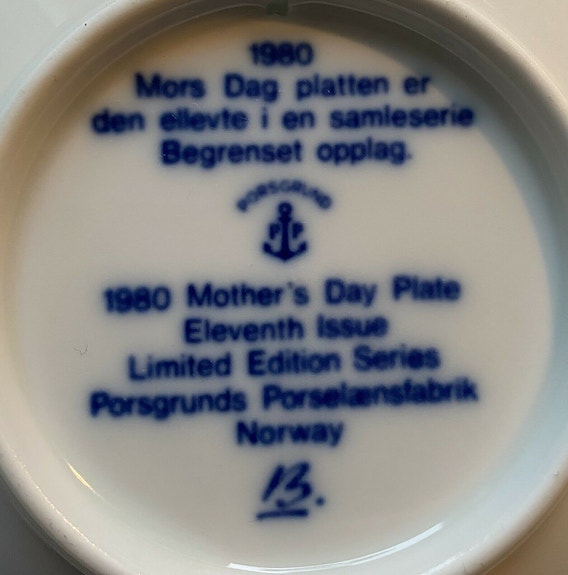 1980
Mors Dag platten er
den ellevte i en samleserie
Begrenset opplag.
PORSGRUND
P P
1980 Mother's Day Plate
Eleventh Issue
Limited Edition Series
Porsgrunds Porselænsfabrik
Norway
B.